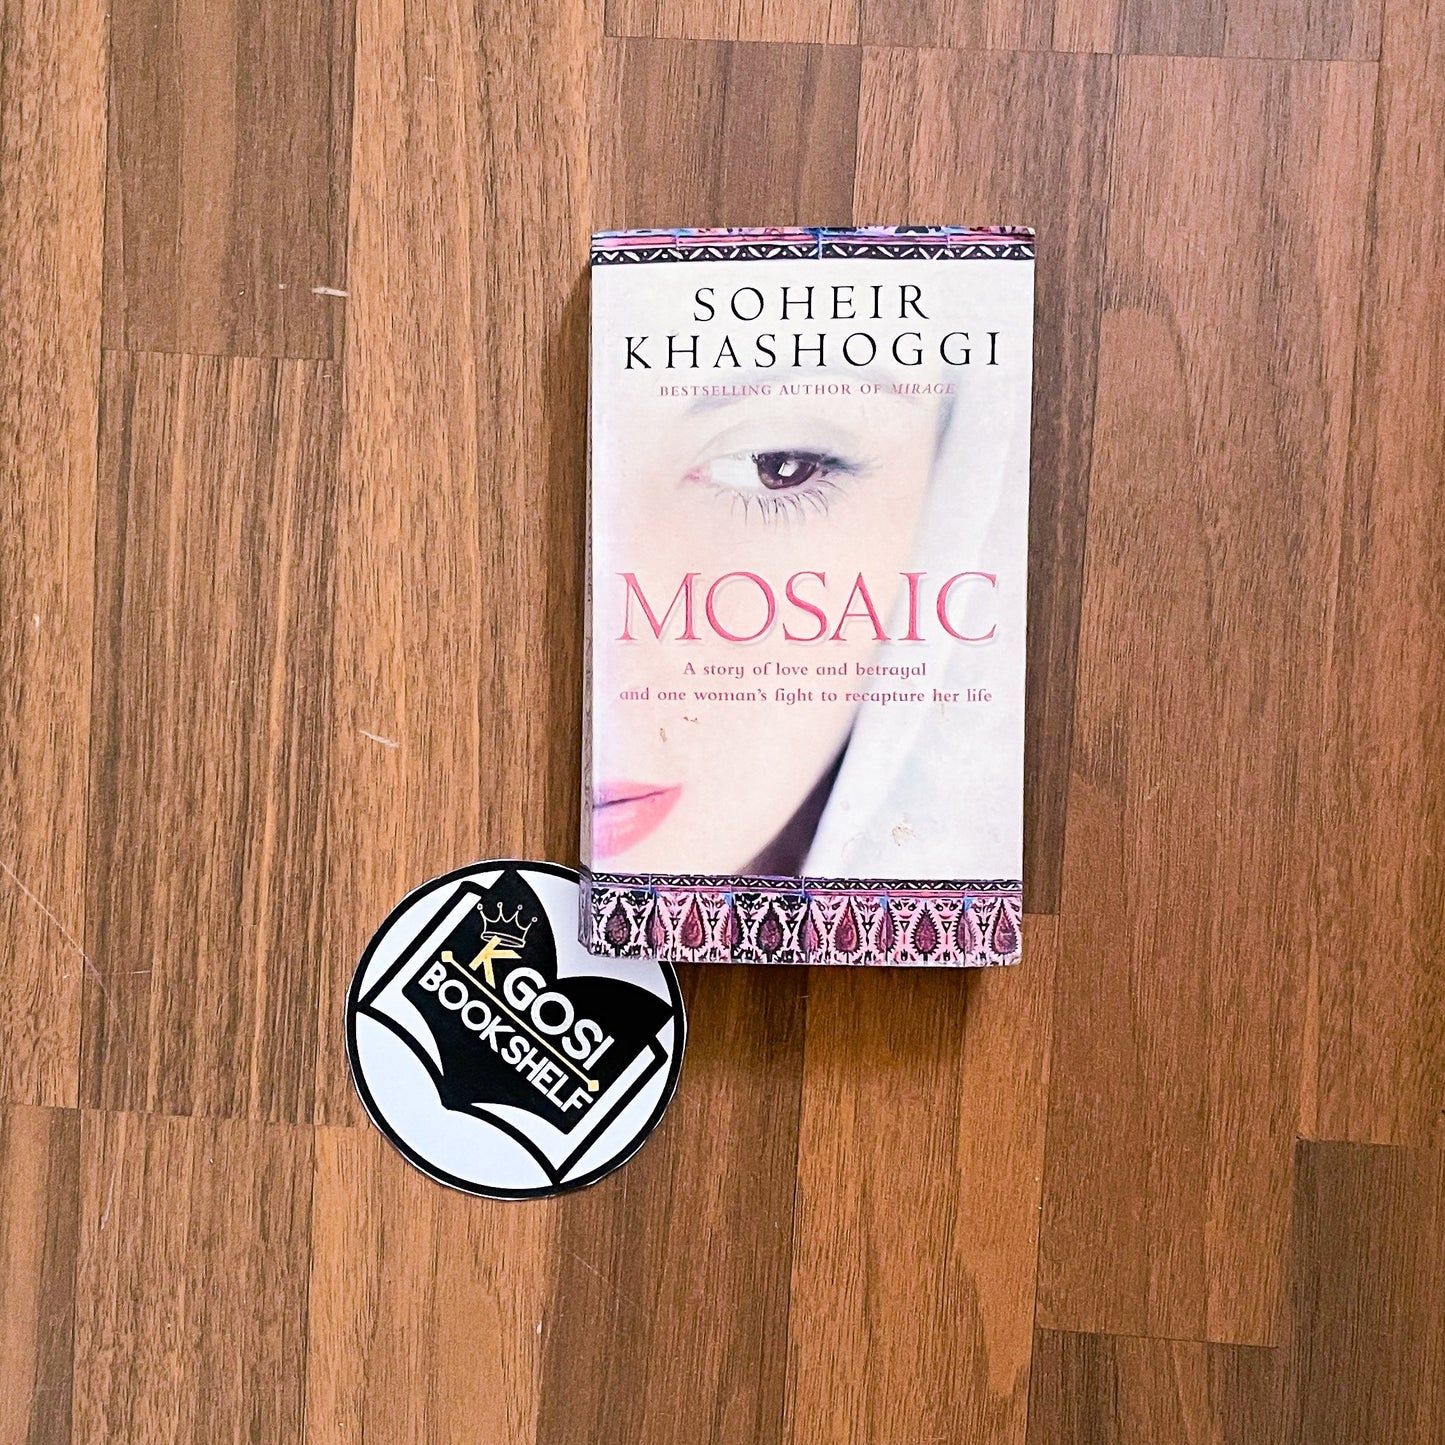 SOHEIR
KHASHOGGI
BESTSELLING AUTHOR OF MIRAGE
MOSAIC
A story of love and betrayal
and one woman's fight to recapture her life
KGOSI
BOOKSHELF